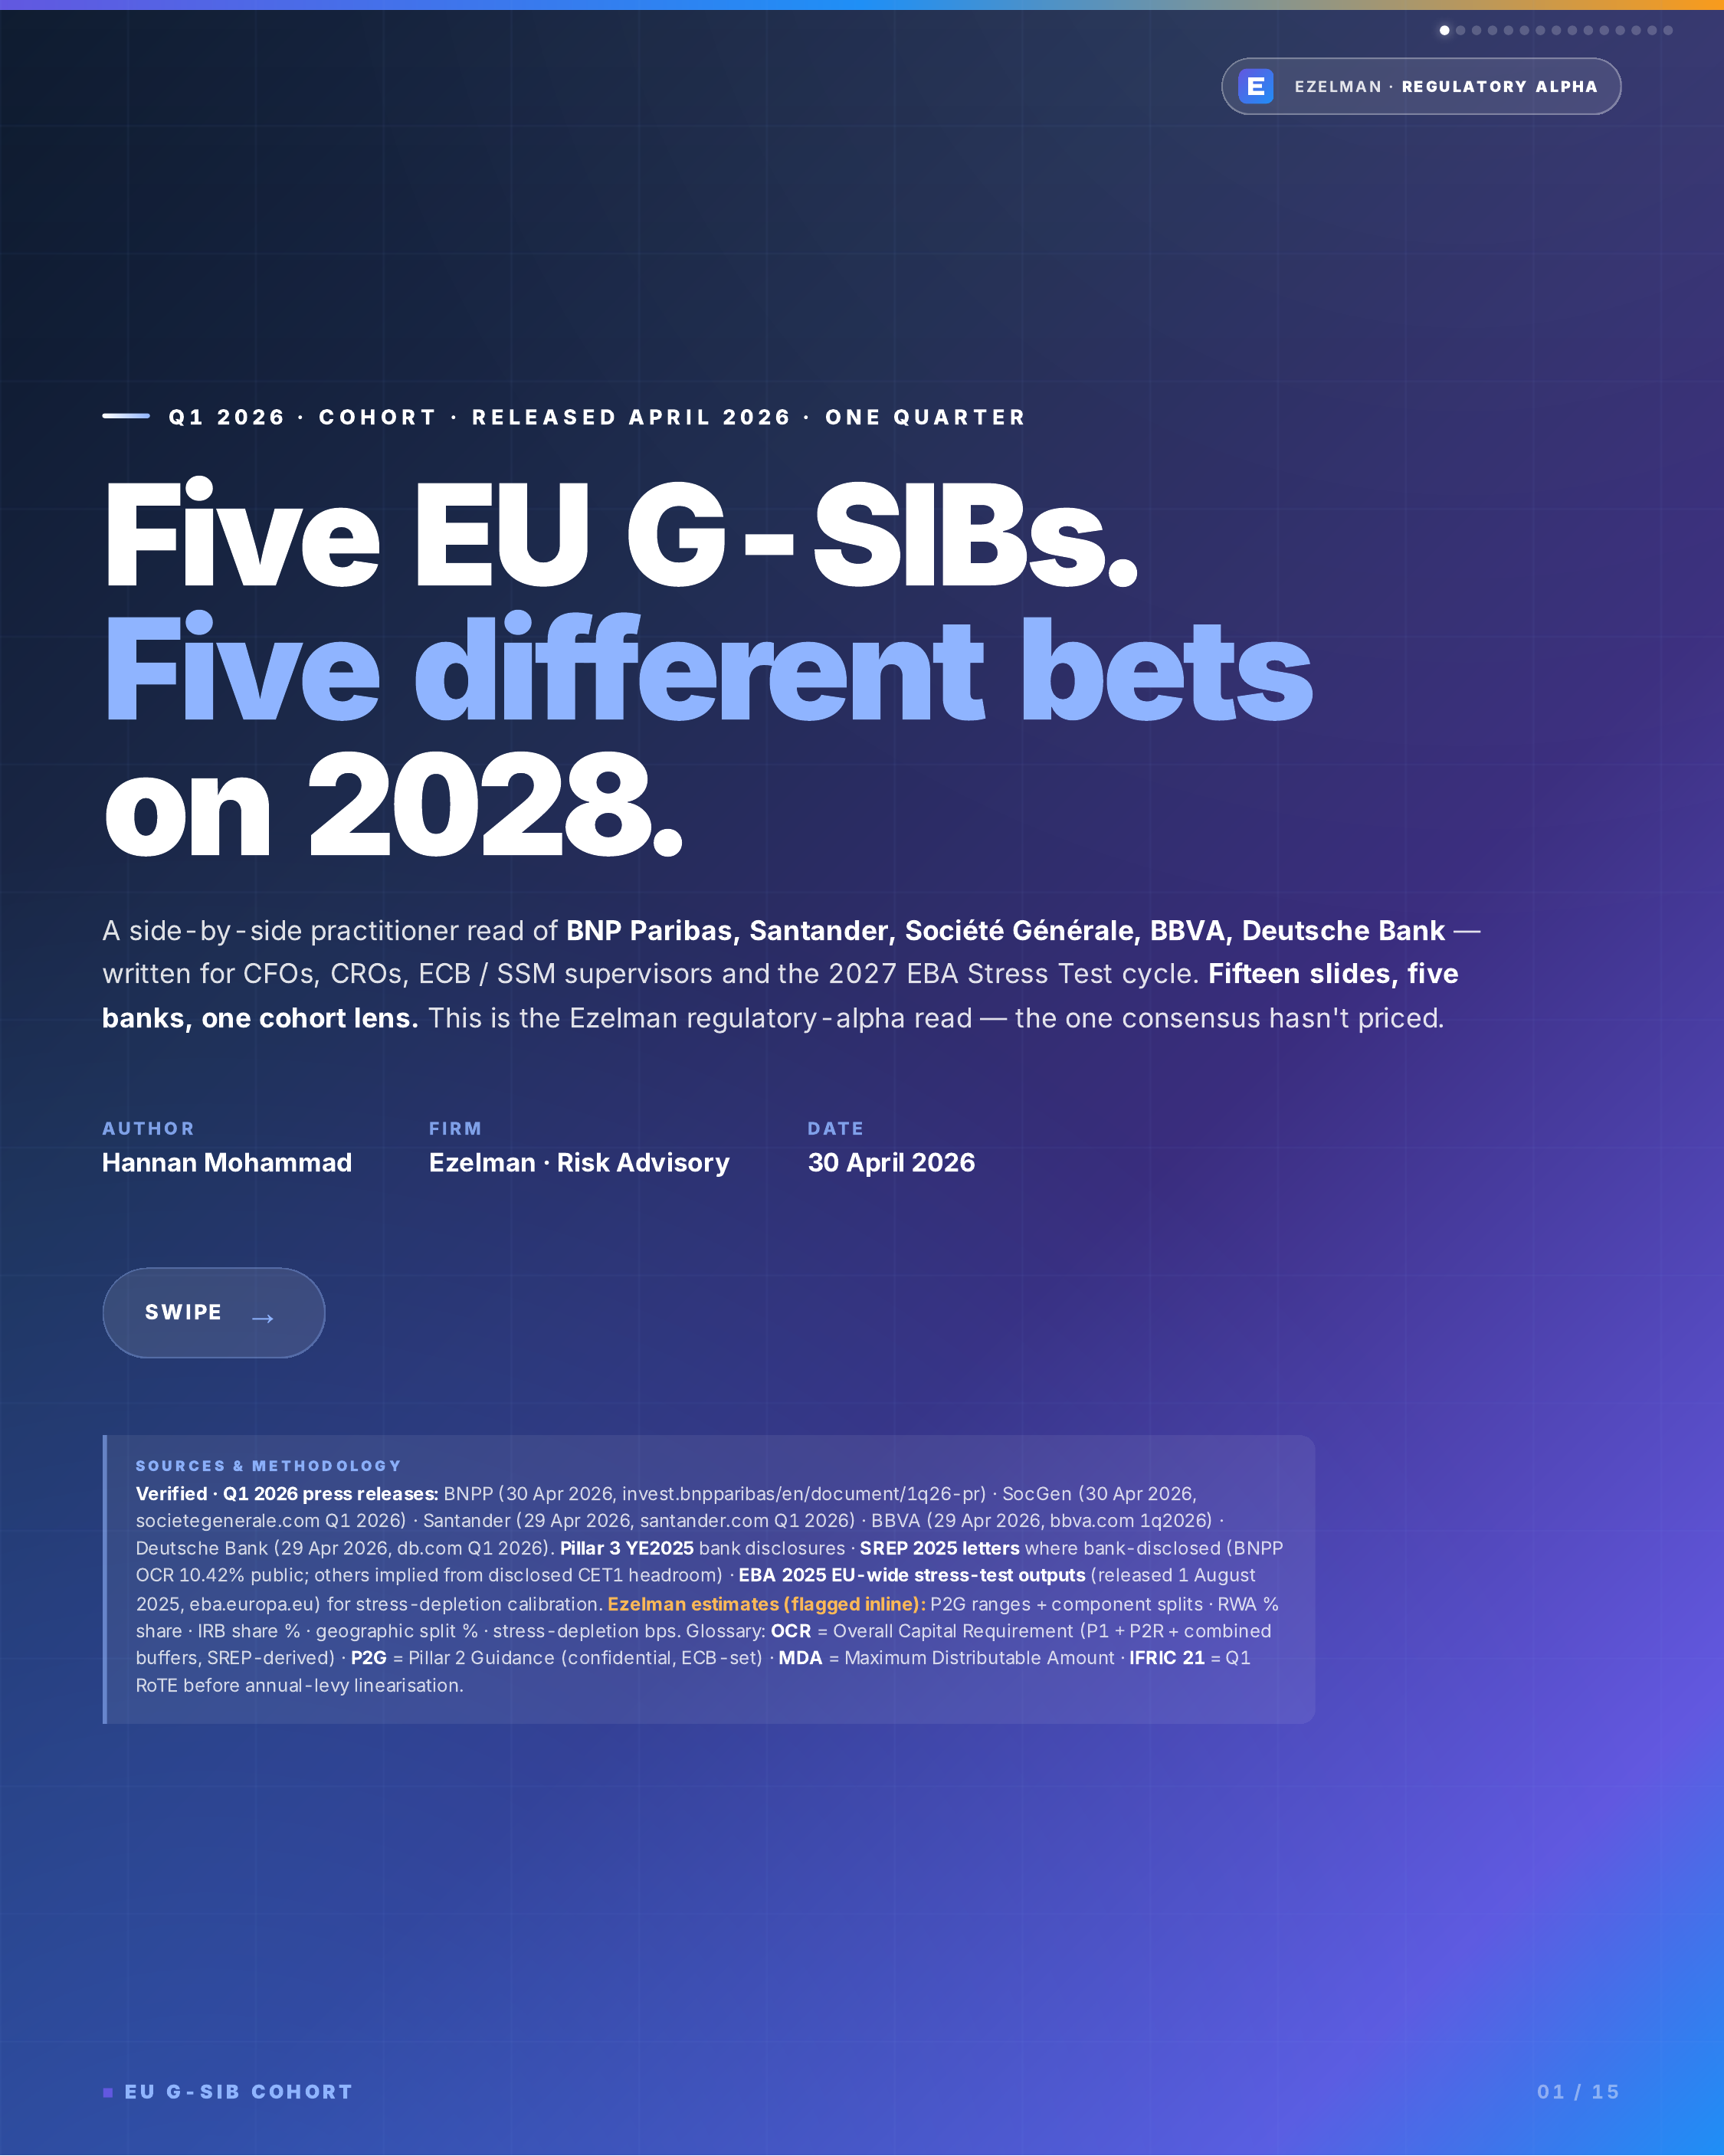 E EZELMAN · REGULATORY ALPHA
Q1 2026 · COHORT · RELEASED APRIL 2026 · ONE QUARTER
Five EU G-SIBs.
Five different bets
on 2028.
A side-by-side practitioner read of BNP Paribas, Santander, Société Générale, BBVA, Deutsche Bank —
written for CFOs, CROs, ECB / SSM supervisors and the 2027 EBA Stress Test cycle. Fifteen slides, five
banks, one cohort lens. This is the Ezelman regulatory-alpha read — the one consensus hasn't priced.
AUTHOR FIRM DATE
Hannan Mohammad Ezelman · Risk Advisory 30 April 2026
SWIPE →
SOURCES & METHODOLOGY
Verified · Q1 2026 press releases: BNPP (30 Apr 2026, invest.bnpparibas/en/document/1q26-pr) · SocGen (30 Apr 2026,
societegenerale.com Q1 2026) · Santander (29 Apr 2026, santander.com Q1 2026) · BBVA (29 Apr 2026, bbva.com 1q2026) ·
Deutsche Bank (29 Apr 2026, db.com Q1 2026). Pillar 3 YE2025 bank disclosures · SREP 2025 letters where bank-disclosed (BNPP
OCR 10.42% public; others implied from disclosed CET1 headroom) · EBA 2025 EU-wide stress-test outputs (released 1 August
2025, eba.europa.eu) for stress-depletion calibration. Ezelman estimates (flagged inline): P2G ranges + component splits · RWA %
share · IRB share % · geographic split % · stress-depletion bps. Glossary: OCR = Overall Capital Requirement (P1 + P2R + combined
buffers, SREP-derived) · P2G = Pillar 2 Guidance (confidential, ECB-set) · MDA = Maximum Distributable Amount · IFRIC 21 = Q1
RoTE before annual-levy linearisation.
EU G-SIB COHORT
01 / 15